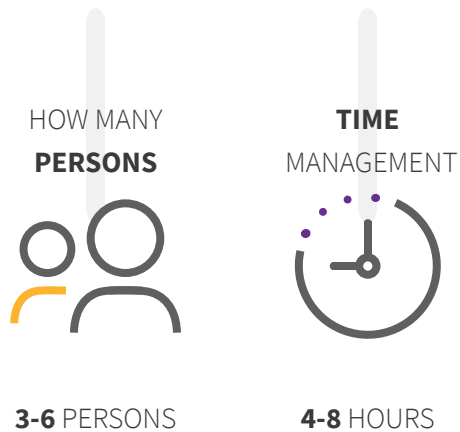 HOW MANY
PERSONS
3-6 PERSONS
TIME
MANAGEMENT
4-8 HOURS